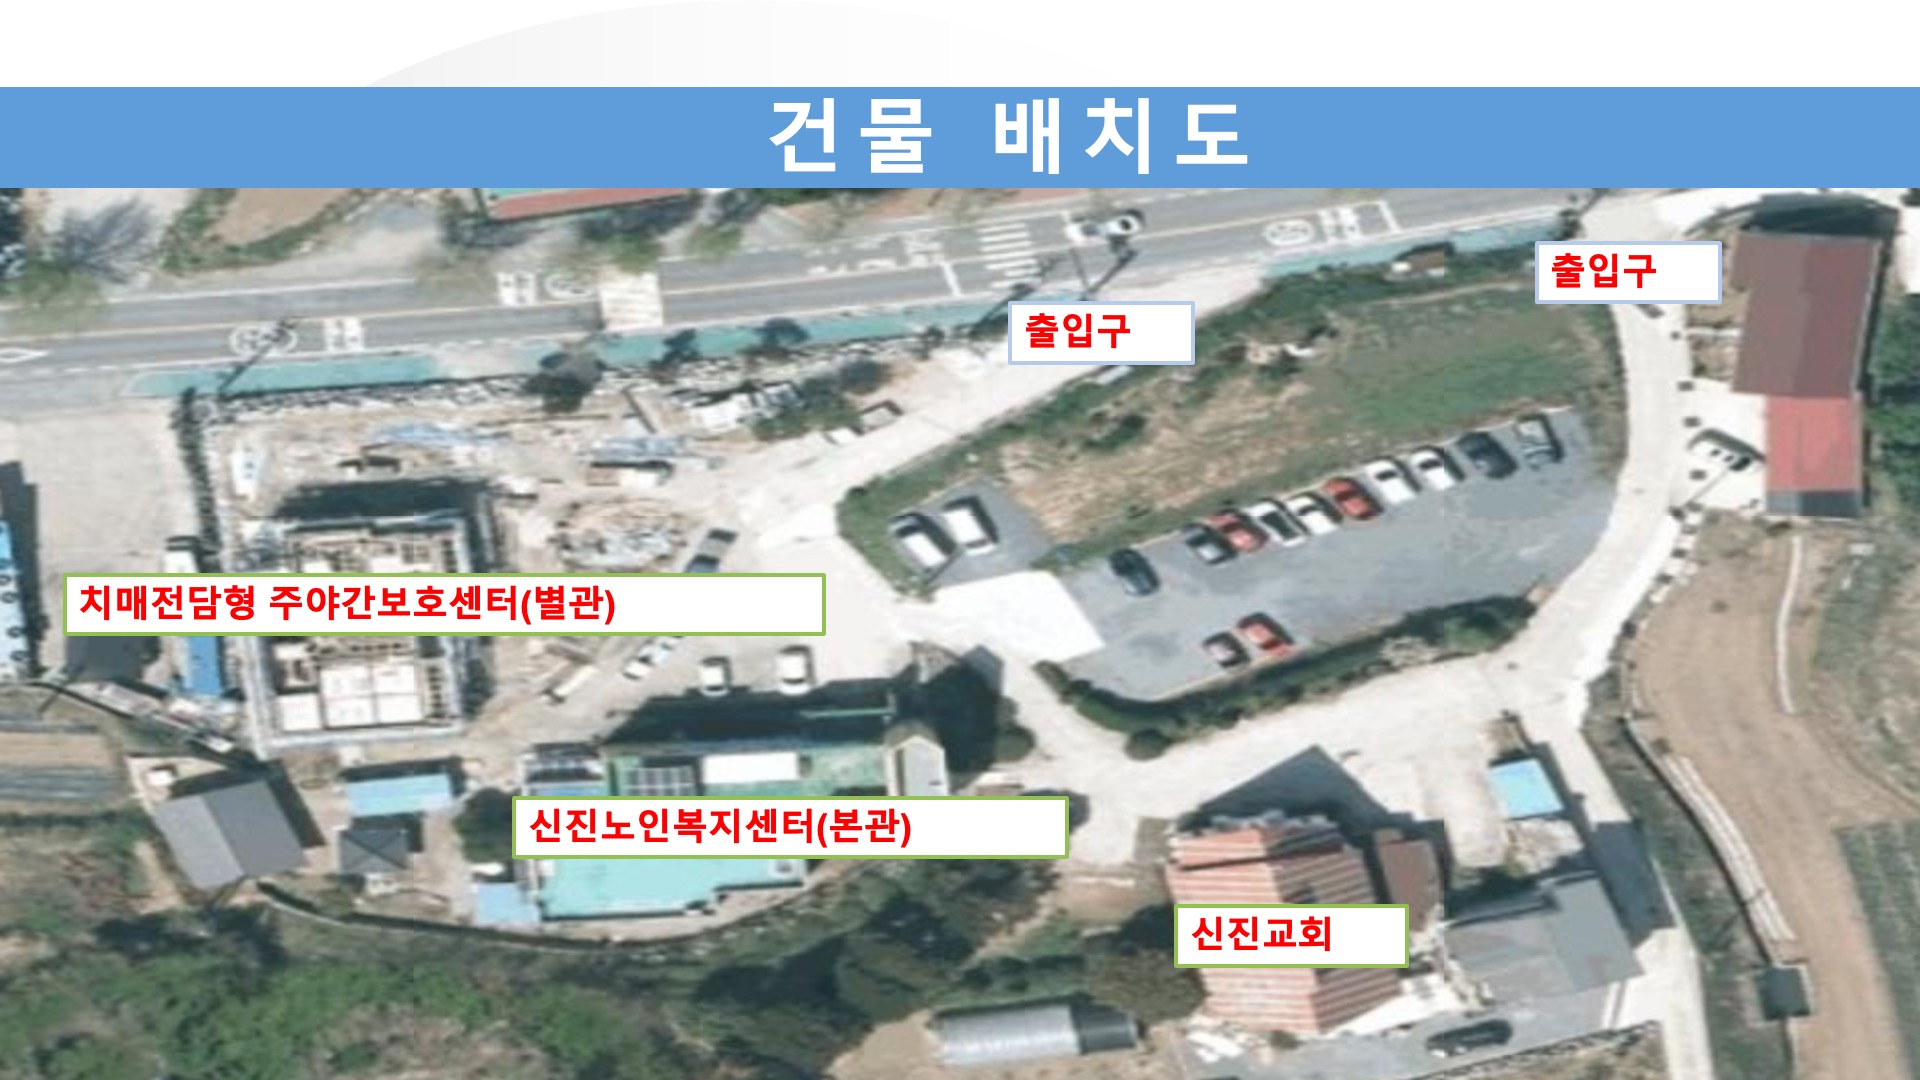 건물 배치도
출입구
출입구
치매전담형 주야간보호센터(별관)
신진노인복지센터(본관)
신진교회